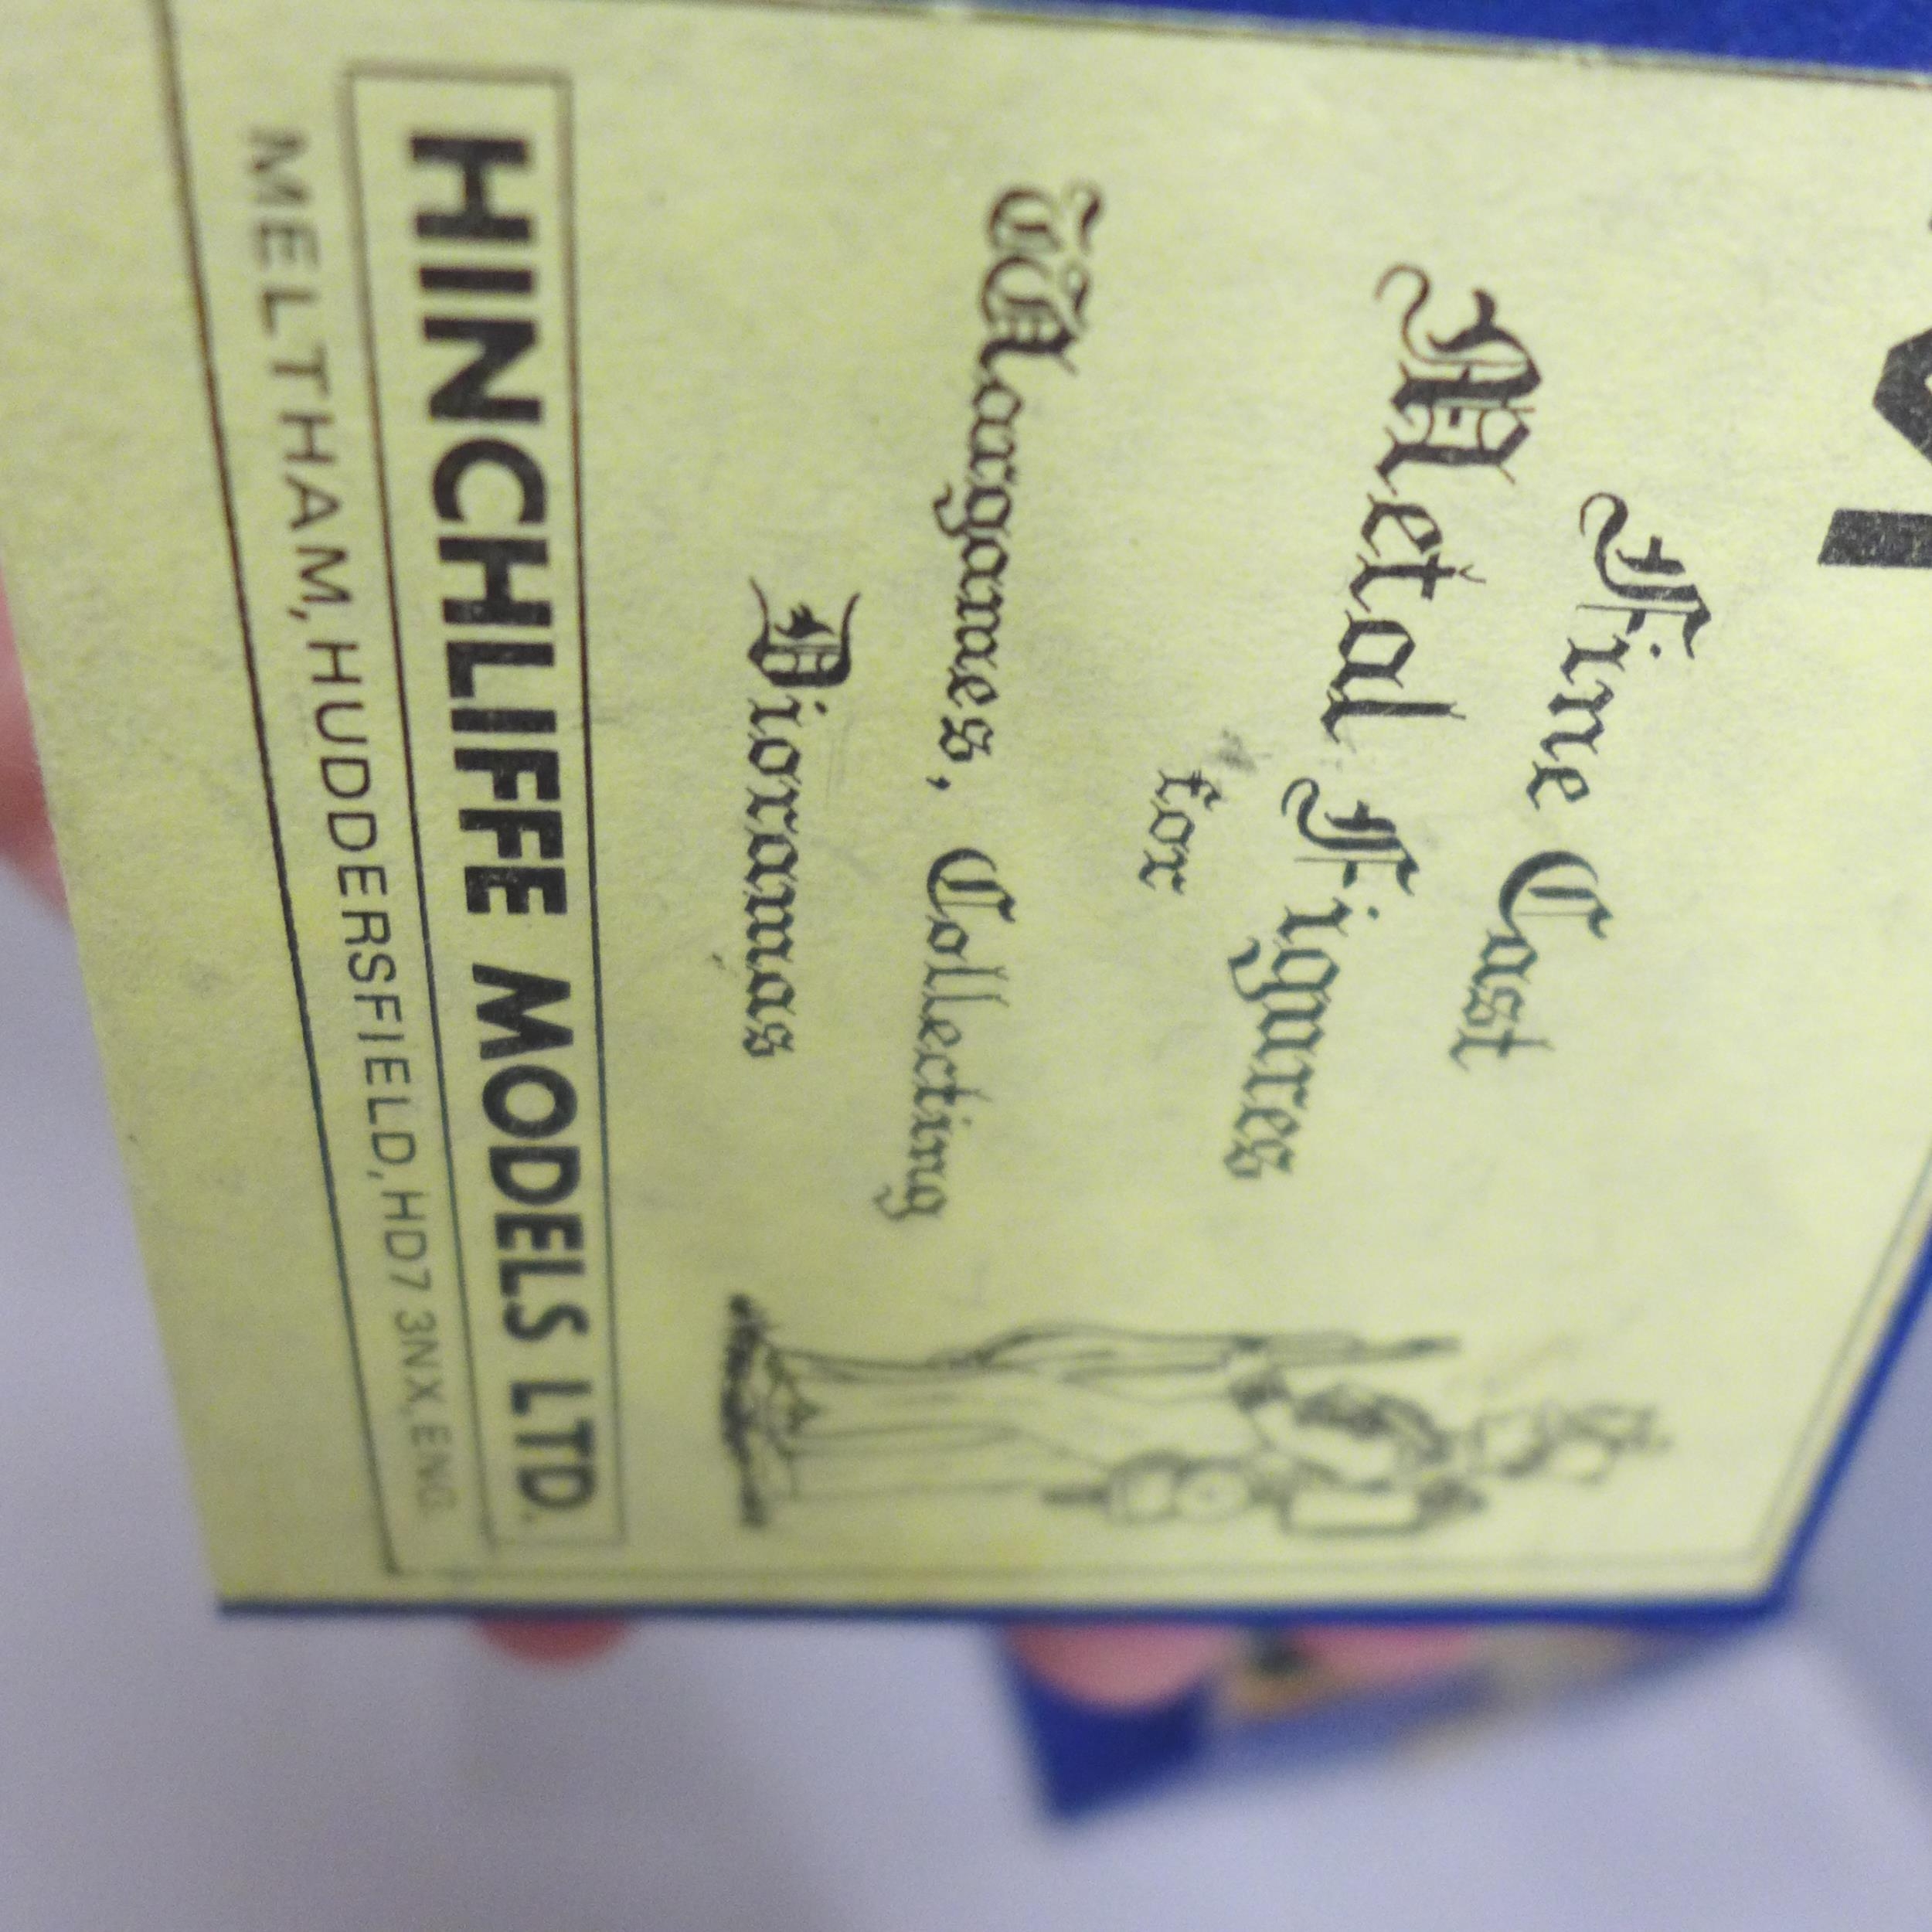 Fine Cast
Metal Figures
for
Wargames, Collecting
Dioramas
HINCHLIFFE MODELS LTD.
MELTHAM, HUDDERSFIELD, HD7 3NX, ENG.